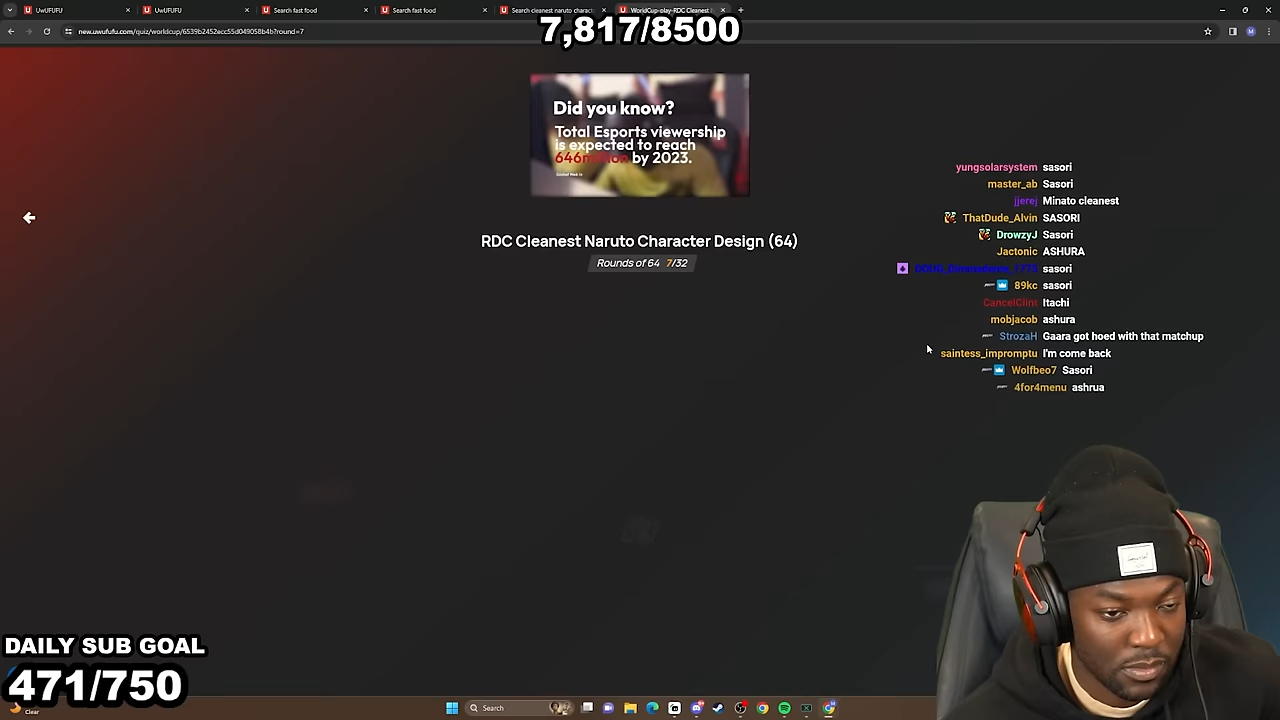 UwUFUFU
UwUFUFU
Search fast food
Search fast food
Search cleanest naruto charact
WorldCup-play-RDC Cleanest
7,817/8500
new.uwufufu.com/quiz/worldcup/6539b2452ecc55d049058b4b?round=7
Did you know?
Total Esports viewership
is expected to reach
646million by 2023.
RDC Cleanest Naruto Character Design (64)
Rounds of 64 7/32
yungsolarsystem sasori
master_ab Sasori
jjerej Minato cleanest
ThatDude_Alvin SASORI
DrowzyJ Sasori
Jactonic ASHURA
sasori
89kc sasori
CancelClint Itachi
mobjacob ashura
StrozaH Gaara got hoed with that matchup
saintess_impromptu I'm come back
Wolfbeo7 Sasori
4for4menu ashrua
DAILY SUB GOAL
471/750
Clear
Search